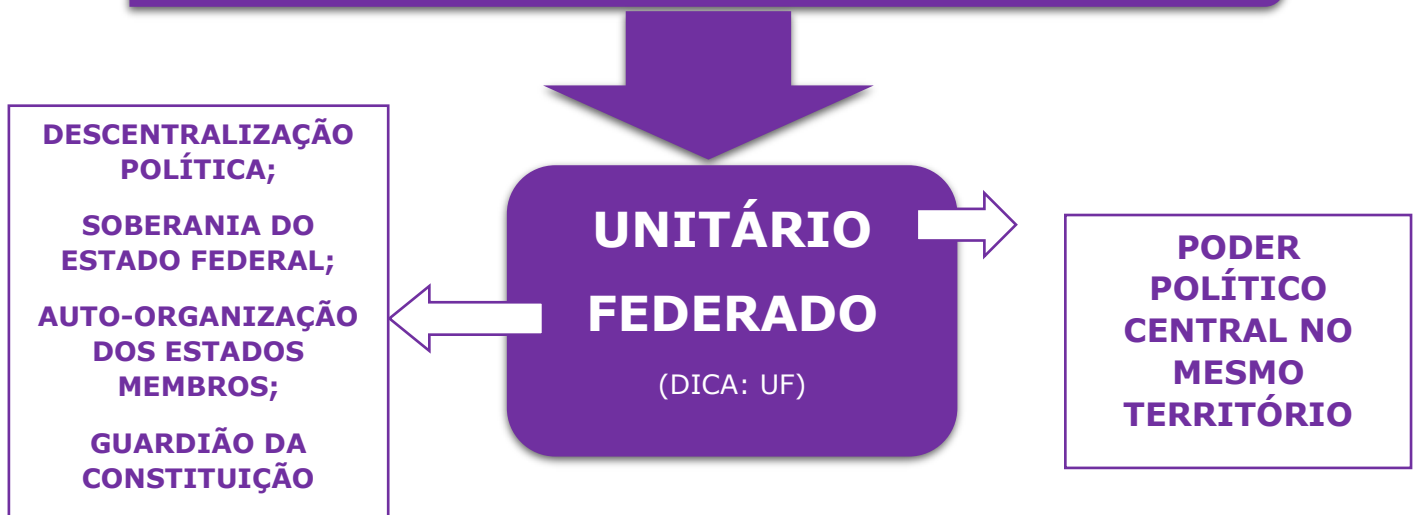 DESCENTRALIZAÇÃO
POLÍTICA;
SOBERANIA DO
ESTADO FEDERAL;
AUTO-ORGANIZAÇÃO
DOS ESTADOS
MEMBROS;
GUARDIÃO DA
CONSTITUIÇÃO
UNITÁRIO
FEDERADO
(DICA: UF)
PODER
POLÍTICO
CENTRAL NO
MESMO
TERRITÓRIO